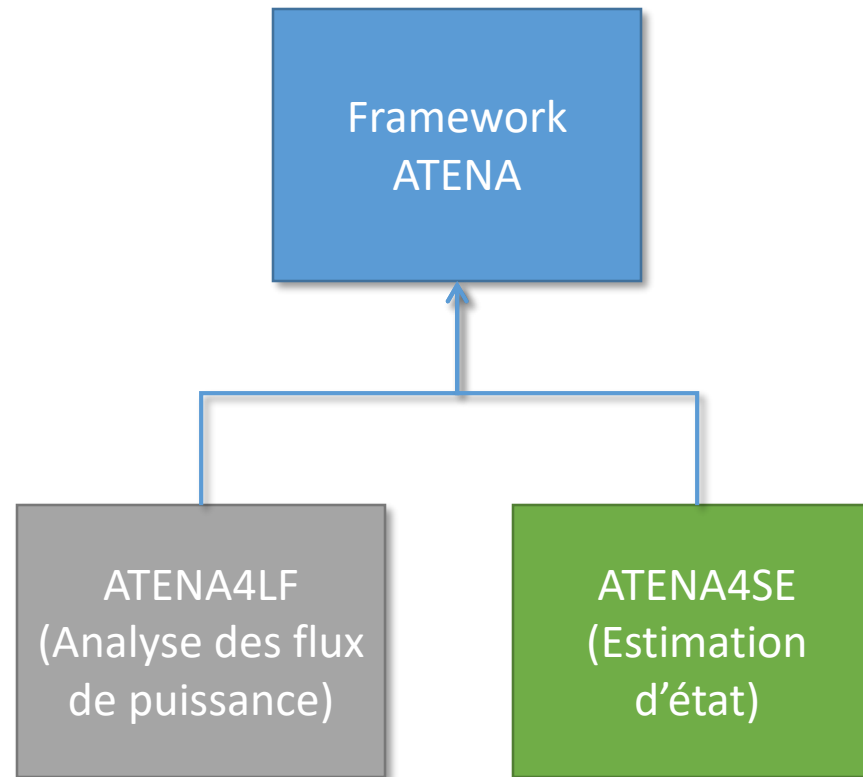 Framework
ATENA
ATENA4LF
(Analyse des flux
de puissance)
ATENA4SE
(Estimation
d’état)